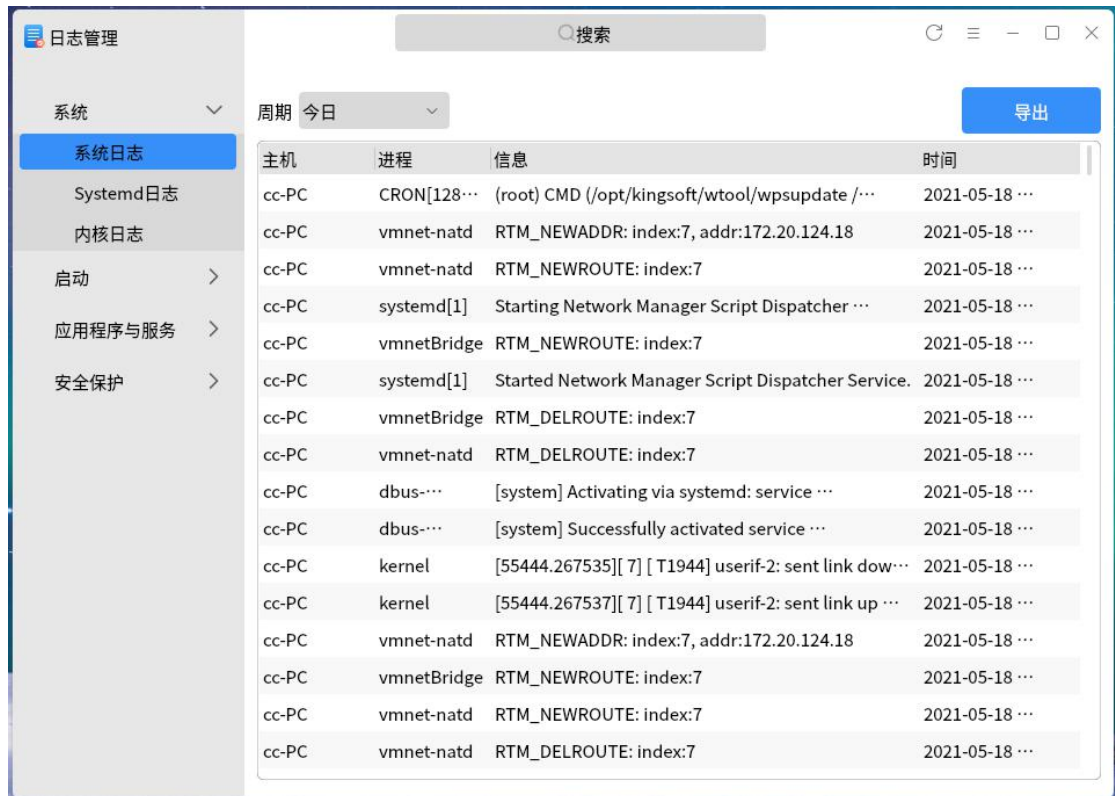 日志管理
搜索
系统
系统日志
Systemd日志
内核日志
启动
应用程序与服务
安全保护
周期 今日
导出
主机 进程 信息 时间
cc-PC CRON[128··· (root) CMD (/opt/kingsoft/wtool/wpsupdate /··· 2021-05-18 ···
cc-PC vmnet-natd RTM_NEWADDR: index:7, addr:172.20.124.18 2021-05-18 ···
cc-PC vmnet-natd RTM_NEWROUTE: index:7 2021-05-18 ···
cc-PC systemd[1] Starting Network Manager Script Dispatcher ··· 2021-05-18 ···
cc-PC vmnetBridge RTM_NEWROUTE: index:7 2021-05-18 ···
cc-PC systemd[1] Started Network Manager Script Dispatcher Service. 2021-05-18 ···
cc-PC vmnetBridge RTM_DELROUTE: index:7 2021-05-18 ···
cc-PC vmnet-natd RTM_DELROUTE: index:7 2021-05-18 ···
cc-PC dbus-··· [system] Activating via systemd: service ··· 2021-05-18 ···
cc-PC dbus-··· [system] Successfully activated service ··· 2021-05-18 ···
cc-PC kernel [55444.267535][ 7] [ T1944] userif-2: sent link dow··· 2021-05-18 ···
cc-PC kernel [55444.267537][ 7] [ T1944] userif-2: sent link up ··· 2021-05-18 ···
cc-PC vmnet-natd RTM_NEWADDR: index:7, addr:172.20.124.18 2021-05-18 ···
cc-PC vmnetBridge RTM_NEWROUTE: index:7 2021-05-18 ···
cc-PC vmnet-natd RTM_NEWROUTE: index:7 2021-05-18 ···
cc-PC vmnet-natd RTM_DELROUTE: index:7 2021-05-18 ···